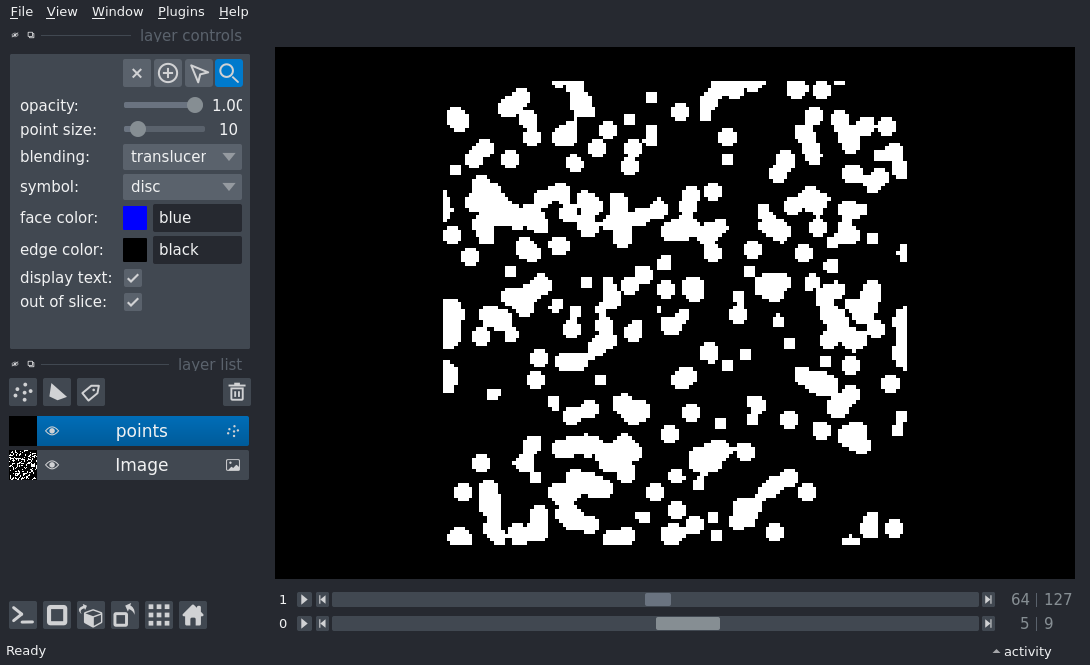 File View Window Plugins Help
layer controls
opacity: 1.00
point size: 10
blending: translucer
symbol: disc
face color: blue
edge color: black
display text:
out of slice:
layer list
points
Image
1 64 | 127
0 5 | 9
Ready activity